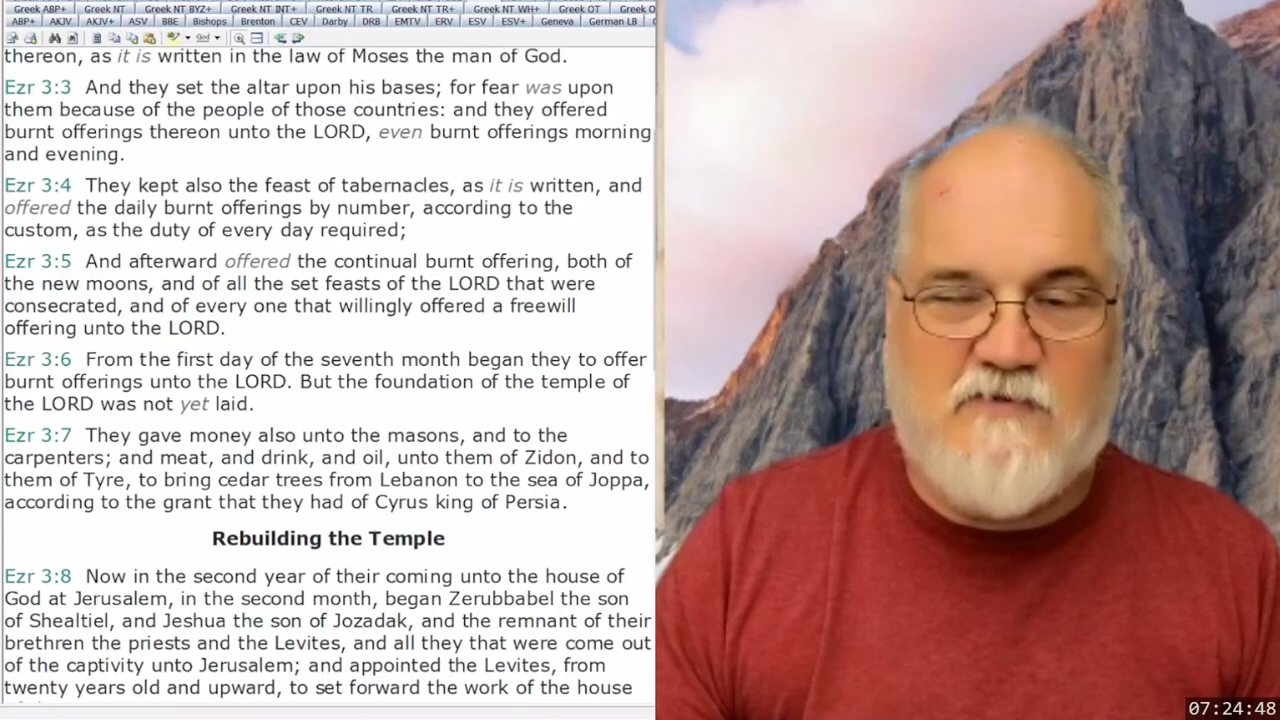 Greek ABP+ Greek NT Greek NT BYZ+ Greek NT INT+ Greek NT TR Greek NT TR+ Greek NT WH+ Greek OT Greek O
ABP+ AKJV AKJV+ ASV BBE Bishops Brenton CEV Darby DRB EMTV ERV ESV ESV+ Geneva German LB
thereon, as it is written in the law of Moses the man of God.
Ezr 3:3 And they set the altar upon his bases; for fear was upon
them because of the people of those countries: and they offered
burnt offerings thereon unto the LORD, even burnt offerings morning
and evening.
Ezr 3:4 They kept also the feast of tabernacles, as it is written, and
offered the daily burnt offerings by number, according to the
custom, as the duty of every day required;
Ezr 3:5 And afterward offered the continual burnt offering, both of
the new moons, and of all the set feasts of the LORD that were
consecrated, and of every one that willingly offered a freewill
offering unto the LORD.
Ezr 3:6 From the first day of the seventh month began they to offer
burnt offerings unto the LORD. But the foundation of the temple of
the LORD was not yet laid.
Ezr 3:7 They gave money also unto the masons, and to the
carpenters; and meat, and drink, and oil, unto them of Zidon, and to
them of Tyre, to bring cedar trees from Lebanon to the sea of Joppa,
according to the grant that they had of Cyrus king of Persia.
Rebuilding the Temple
Ezr 3:8 Now in the second year of their coming unto the house of
God at Jerusalem, in the second month, began Zerubbabel the son
of Shealtiel, and Jeshua the son of Jozadak, and the remnant of their
brethren the priests and the Levites, and all they that were come out
of the captivity unto Jerusalem; and appointed the Levites, from
twenty years old and upward, to set forward the work of the house
07:24:48